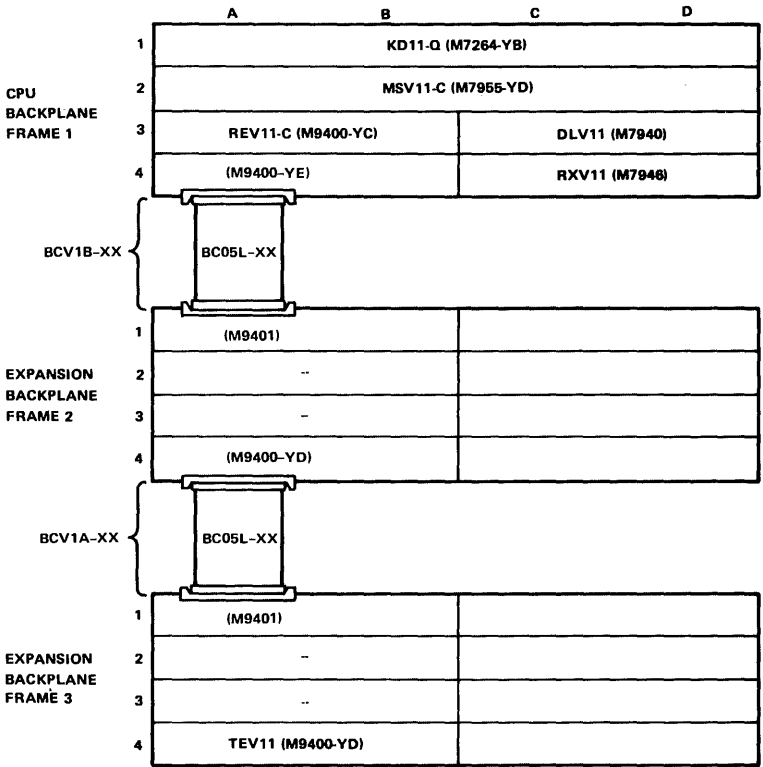 A B C D
1 KD11-Q (M7264-YB)
2 MSV11-C (M7955-YD)
CPU
BACKPLANE
FRAME 1
3 REV11-C (M9400-YC) DLV11 (M7940)
4 (M9400-YE) RXV11 (M7946)
BCV1B-XX BC05L-XX
1 (M9401)
EXPANSION
BACKPLANE
FRAME 2
2 --
3 --
4 (M9400-YD)
BCV1A-XX BC05L-XX
1 (M9401)
EXPANSION
BACKPLANE
FRAME 3
2 --
3 --
4 TEV11 (M9400-YD)